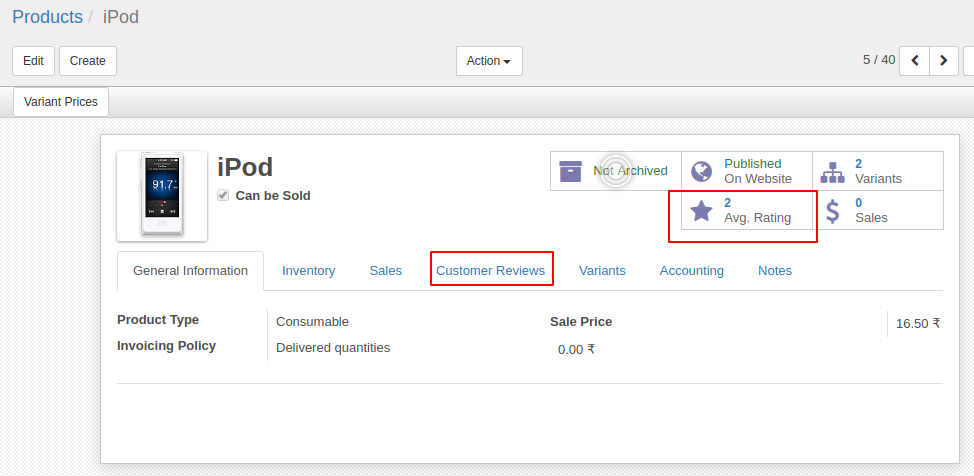 Products / iPod
Edit Create Action 5 / 40
Variant Prices
iPod
Can be Sold
91.7
Not Archived
Published
On Website
2
Variants
2
Avg. Rating
0
Sales
General Information Inventory Sales Customer Reviews Variants Accounting Notes
Product Type Consumable Sale Price 16.50 ₹
Invoicing Policy Delivered quantities 0.00 ₹